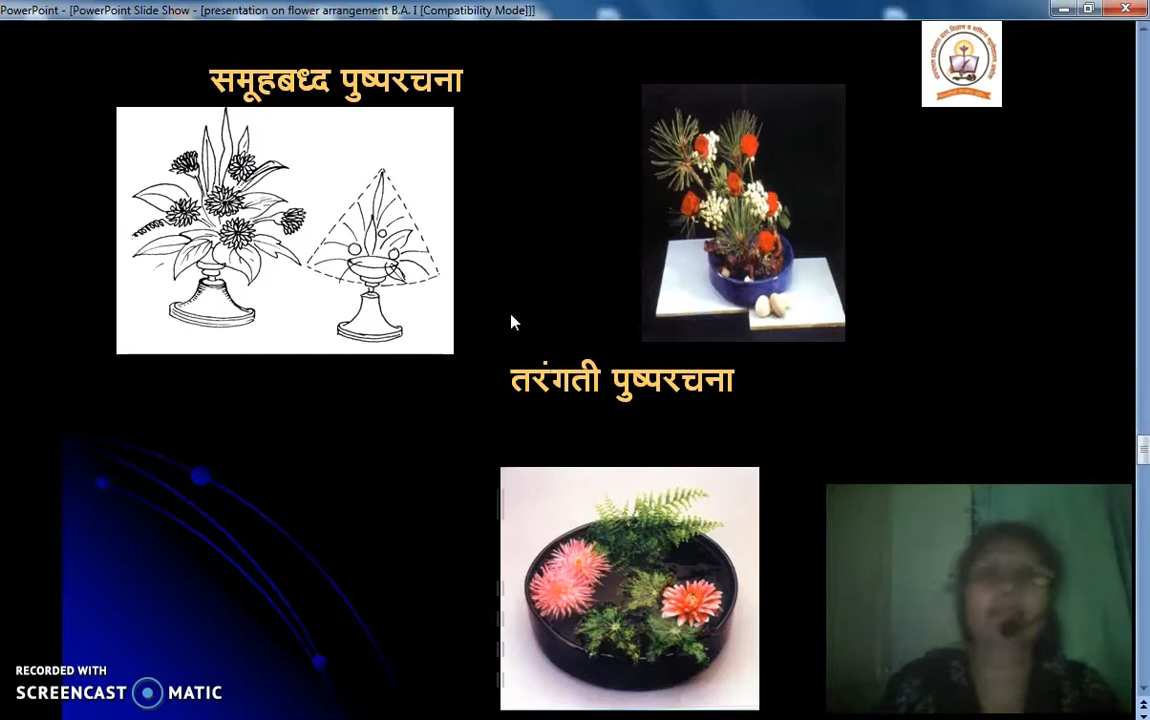 PowerPoint - [PowerPoint Slide Show - [presentation on flower arrangement B.A. I [Compatibility Mode]]]
समूहबध्द पुष्परचना
तरंगती पुष्परचना
RECORDED WITH
SCREENCAST MATIC